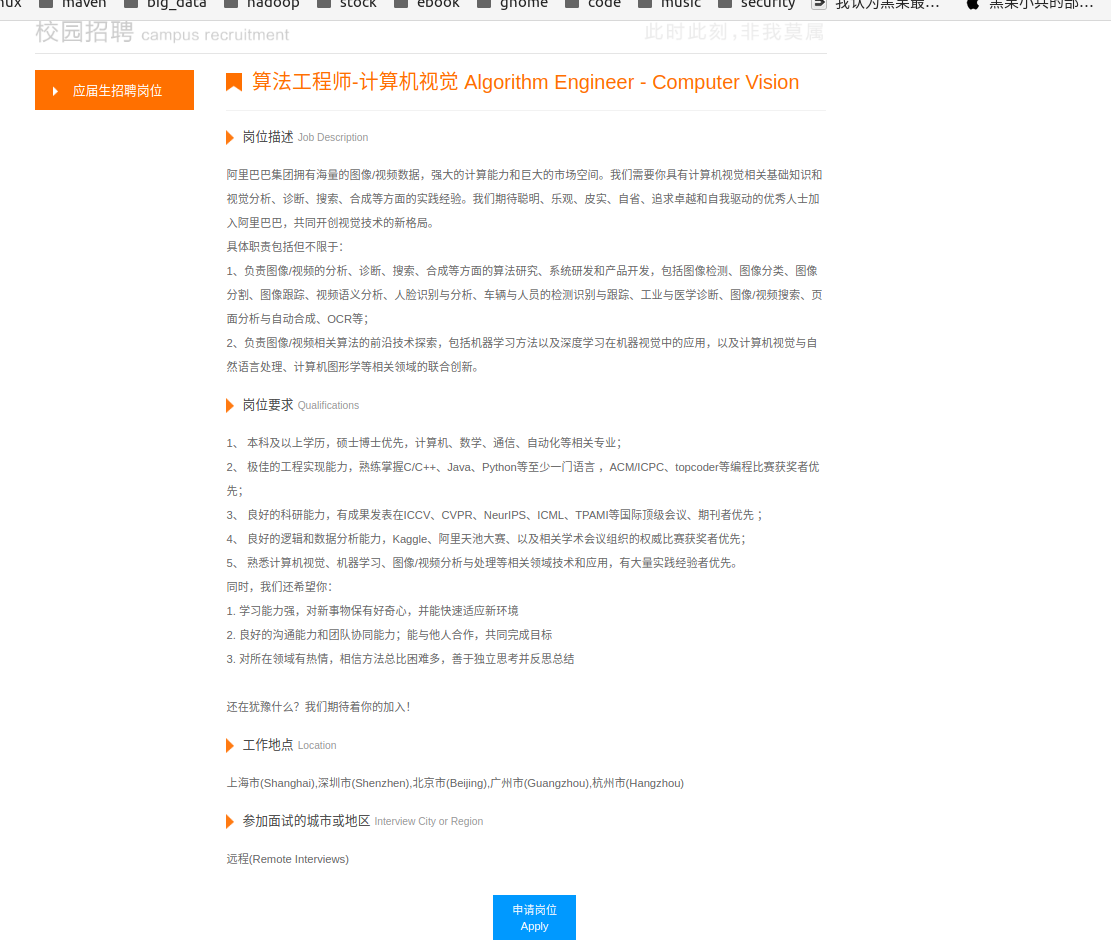 maven big_data hadoop stock ebook gnome code music security 我认为黑果最… 黑果小兵的部…
校园招聘 campus recruitment 此时此刻,非我莫属
应届生招聘岗位
算法工程师-计算机视觉 Algorithm Engineer - Computer Vision
岗位描述 Job Description
阿里巴巴集团拥有海量的图像/视频数据，强大的计算能力和巨大的市场空间。我们需要你具有计算机视觉相关基础知识和
视觉分析、诊断、搜索、合成等方面的实践经验。我们期待聪明、乐观、皮实、自省、追求卓越和自我驱动的优秀人士加
入阿里巴巴，共同开创视觉技术的新格局。
具体职责包括但不限于：
1、负责图像/视频的分析、诊断、搜索、合成等方面的算法研究、系统研发和产品开发，包括图像检测、图像分类、图像
分割、图像跟踪、视频语义分析、人脸识别与分析、车辆与人员的检测识别与跟踪、工业与医学诊断、图像/视频搜索、页
面分析与自动合成、OCR等；
2、负责图像/视频相关算法的前沿技术探索，包括机器学习方法以及深度学习在机器视觉中的应用，以及计算机视觉与自
然语言处理、计算机图形学等相关领域的联合创新。
岗位要求 Qualifications
1、 本科及以上学历，硕士博士优先，计算机、数学、通信、自动化等相关专业；
2、 极佳的工程实现能力，熟练掌握C/C++、Java、Python等至少一门语言 ，ACM/ICPC、topcoder等编程比赛获奖者优
先；
3、 良好的科研能力，有成果发表在ICCV、CVPR、NeurIPS、ICML、TPAMI等国际顶级会议、期刊者优先 ；
4、 良好的逻辑和数据分析能力，Kaggle、阿里天池大赛、以及相关学术会议组织的权威比赛获奖者优先；
5、 熟悉计算机视觉、机器学习、图像/视频分析与处理等相关领域技术和应用，有大量实践经验者优先。
同时，我们还希望你：
1. 学习能力强，对新事物保有好奇心，并能快速适应新环境
2. 良好的沟通能力和团队协同能力；能与他人合作，共同完成目标
3. 对所在领域有热情，相信方法总比困难多，善于独立思考并反思总结
还在犹豫什么？我们期待着你的加入！
工作地点 Location
上海市(Shanghai),深圳市(Shenzhen),北京市(Beijing),广州市(Guangzhou),杭州市(Hangzhou)
参加面试的城市或地区 Interview City or Region
远程(Remote Interviews)
申请岗位
Apply